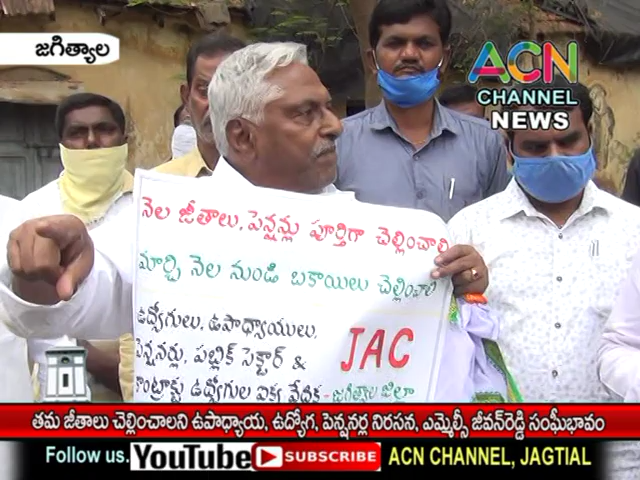 జగిత్యాల
ACN
CHANNEL
NEWS
నెల జీతాలు, పెన్షన్లు పూర్తిగా చెల్లించాలి
మార్చి నెల నుండి బకాయిలు చెల్లించాలి
ఉద్యోగులు, ఉపాధ్యాయులు,
పెన్షనర్లు, పబ్లిక్ సెక్టార్ &
కాంట్రాక్టు ఉద్యోగుల ఐక్య వేదిక - జగిత్యాల జిల్లా
JAC
తమ జీతాలు చెల్లించాలని ఉపాధ్యాయ, ఉద్యోగ, పెన్షనర్ల నిరసన, ఎమ్మెల్సీ జీవన్‌రెడ్డి సంఘీభావం
Follow us. YouTube SUBSCRIBE ACN CHANNEL, JAGTIAL